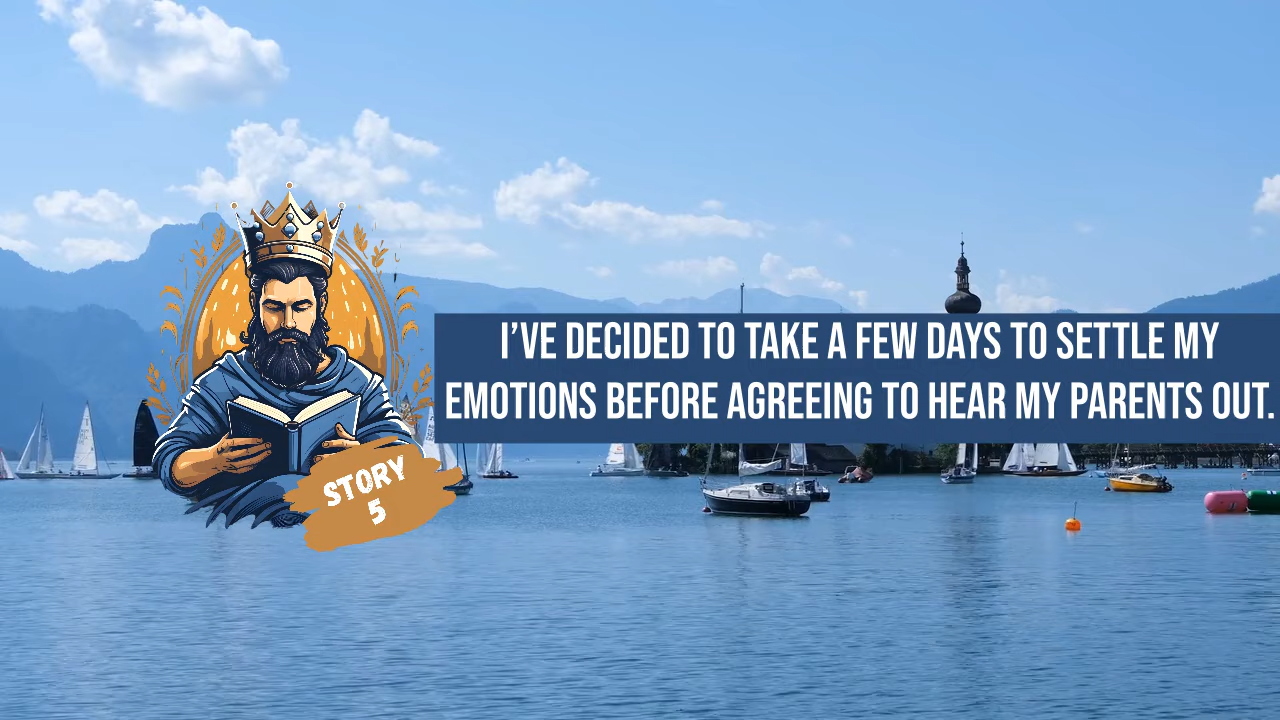 I'VE DECIDED TO TAKE A FEW DAYS TO SETTLE MY
EMOTIONS BEFORE AGREEING TO HEAR MY PARENTS OUT.
STORY
5